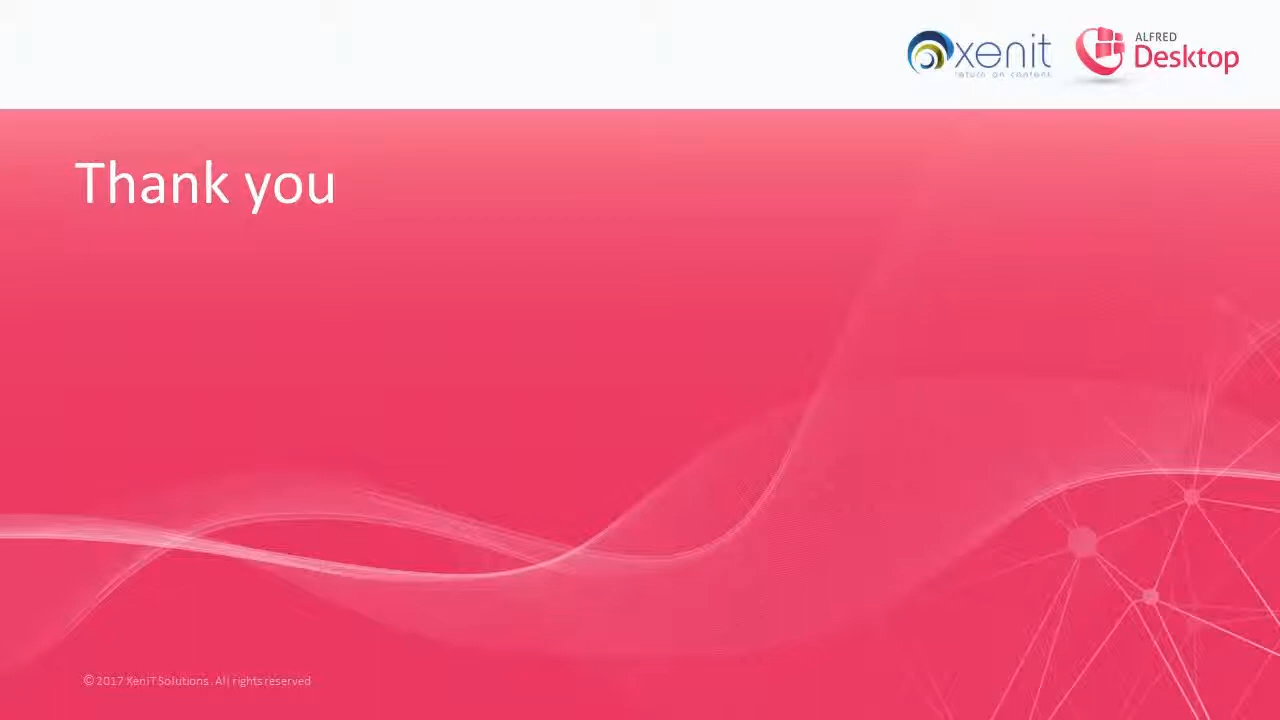 xenit
return on content
ALFRED
Desktop
Thank you
© 2017 XeniT Solutions. All rights reserved